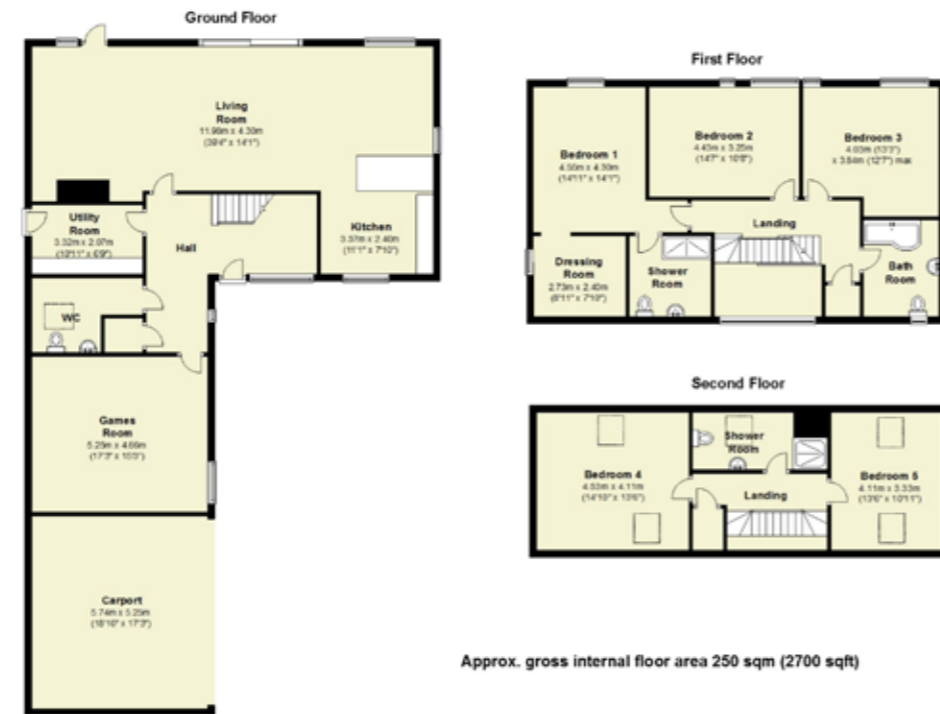 Ground Floor
Living
Room
11.98m x 4.30m
(39'4" x 14'1")
Utility
Room
3.32m x 2.07m
(10'11" x 6'9")
Hall
Kitchen
3.37m x 2.40m
(11'1" x 7'10")
WC
Games
Room
5.25m x 4.66m
(17'3" x 15'3")
Carport
5.74m x 5.25m
(18'10" x 17'3")
First Floor
Bedroom 1
4.55m x 4.30m
(14'11" x 14'1")
Bedroom 2
4.43m x 3.25m
(14'7" x 10'8")
Bedroom 3
4.03m (13'3")
x 3.84m (12'7") max
Landing
Dressing
Room
2.73m x 2.40m
(8'11" x 7'10")
Shower
Room
Bath
Room
Second Floor
Bedroom 4
4.53m x 4.11m
(14'10" x 13'6")
Shower
Room
Landing
Bedroom 5
4.11m x 3.33m
(13'6" x 10'11")
Approx. gross internal floor area 250 sqm (2700 sqft)